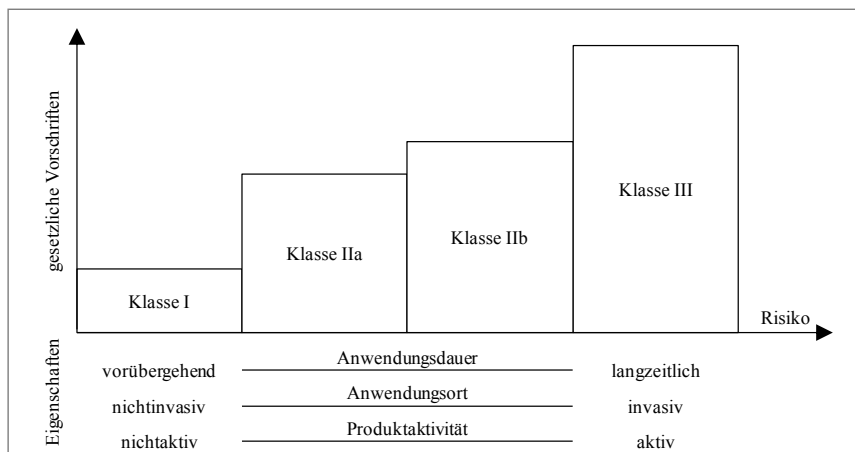 gesetzliche Vorschriften
Klasse I
Klasse IIa
Klasse IIb
Klasse III
Risiko
Eigenschaften
vorübergehend Anwendungsdauer langzeitlich
nichtinvasiv Anwendungsort invasiv
nichtaktiv Produktaktivität aktiv